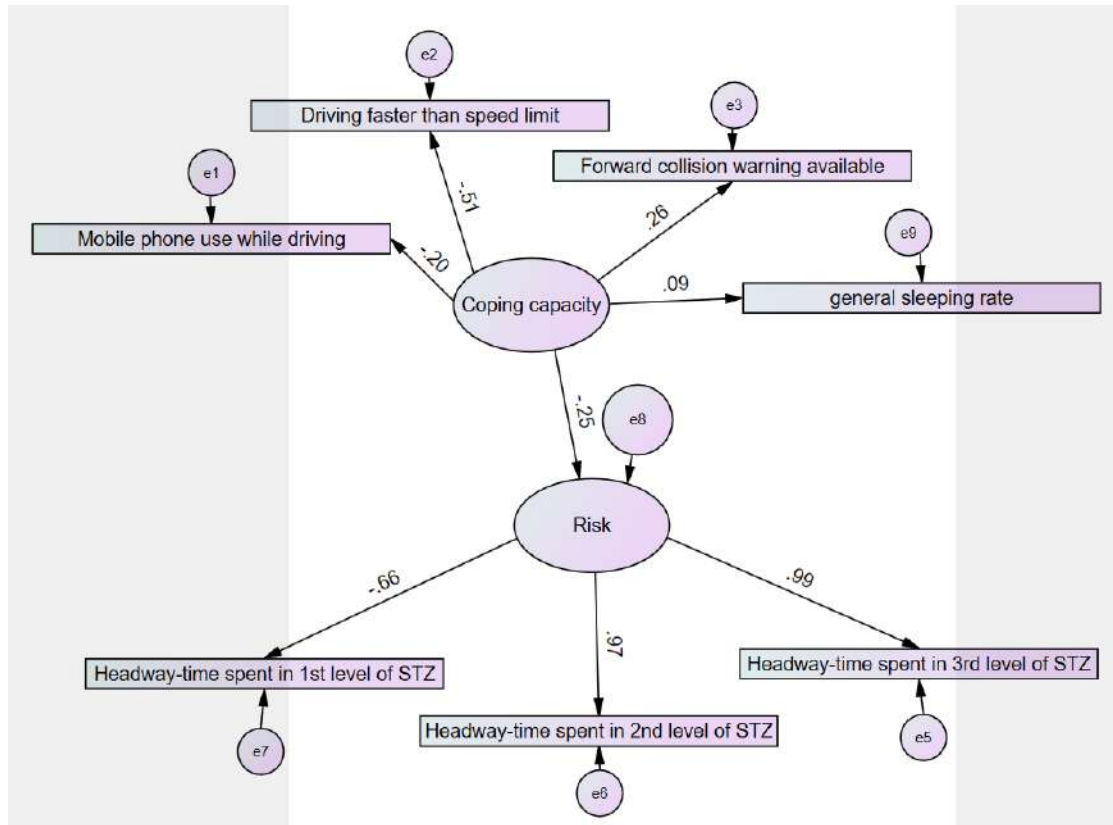 e2
Driving faster than speed limit
e3
Forward collision warning available
e1
Mobile phone use while driving
-.51
-.20
.26
e9
general sleeping rate
.09
Coping capacity
-.25
e8
Risk
-.66
.97
.99
Headway-time spent in 1st level of STZ
Headway-time spent in 2nd level of STZ
Headway-time spent in 3rd level of STZ
e7
e6
e5